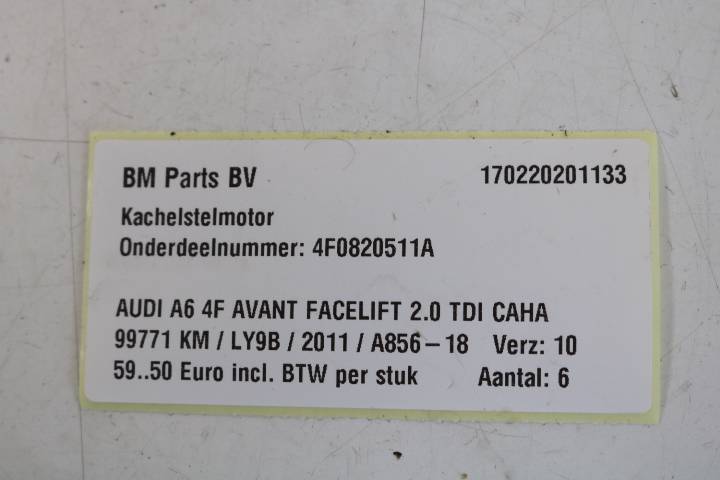 BM Parts BV 170220201133
Kachelstelmotor
Onderdeelnummer: 4F0820511A
AUDI A6 4F AVANT FACELIFT 2.0 TDI CAHA
99771 KM / LY9B / 2011 / A856-18 Verz: 10
59..50 Euro incl. BTW per stuk Aantal: 6